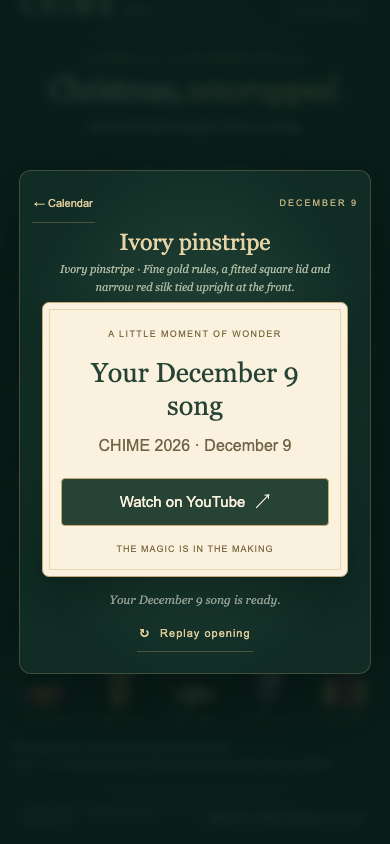 ← Calendar
DECEMBER 9
Ivory pinstripe
Ivory pinstripe · Fine gold rules, a fitted square lid and
narrow red silk tied upright at the front.
A LITTLE MOMENT OF WONDER
Your December 9
song
CHIME 2026 · December 9
Watch on YouTube ↗
THE MAGIC IS IN THE MAKING
Your December 9 song is ready.
↻ Replay opening